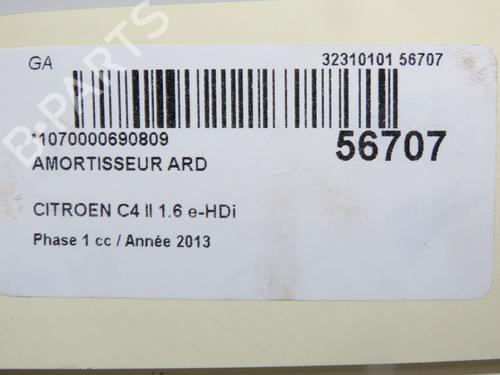 GA
32310101 56707
*1070000690809
56707
AMORTISSEUR ARD
CITROEN C4 II 1.6 e-HDi
Phase 1 cc / Année 2013
B-PARTS